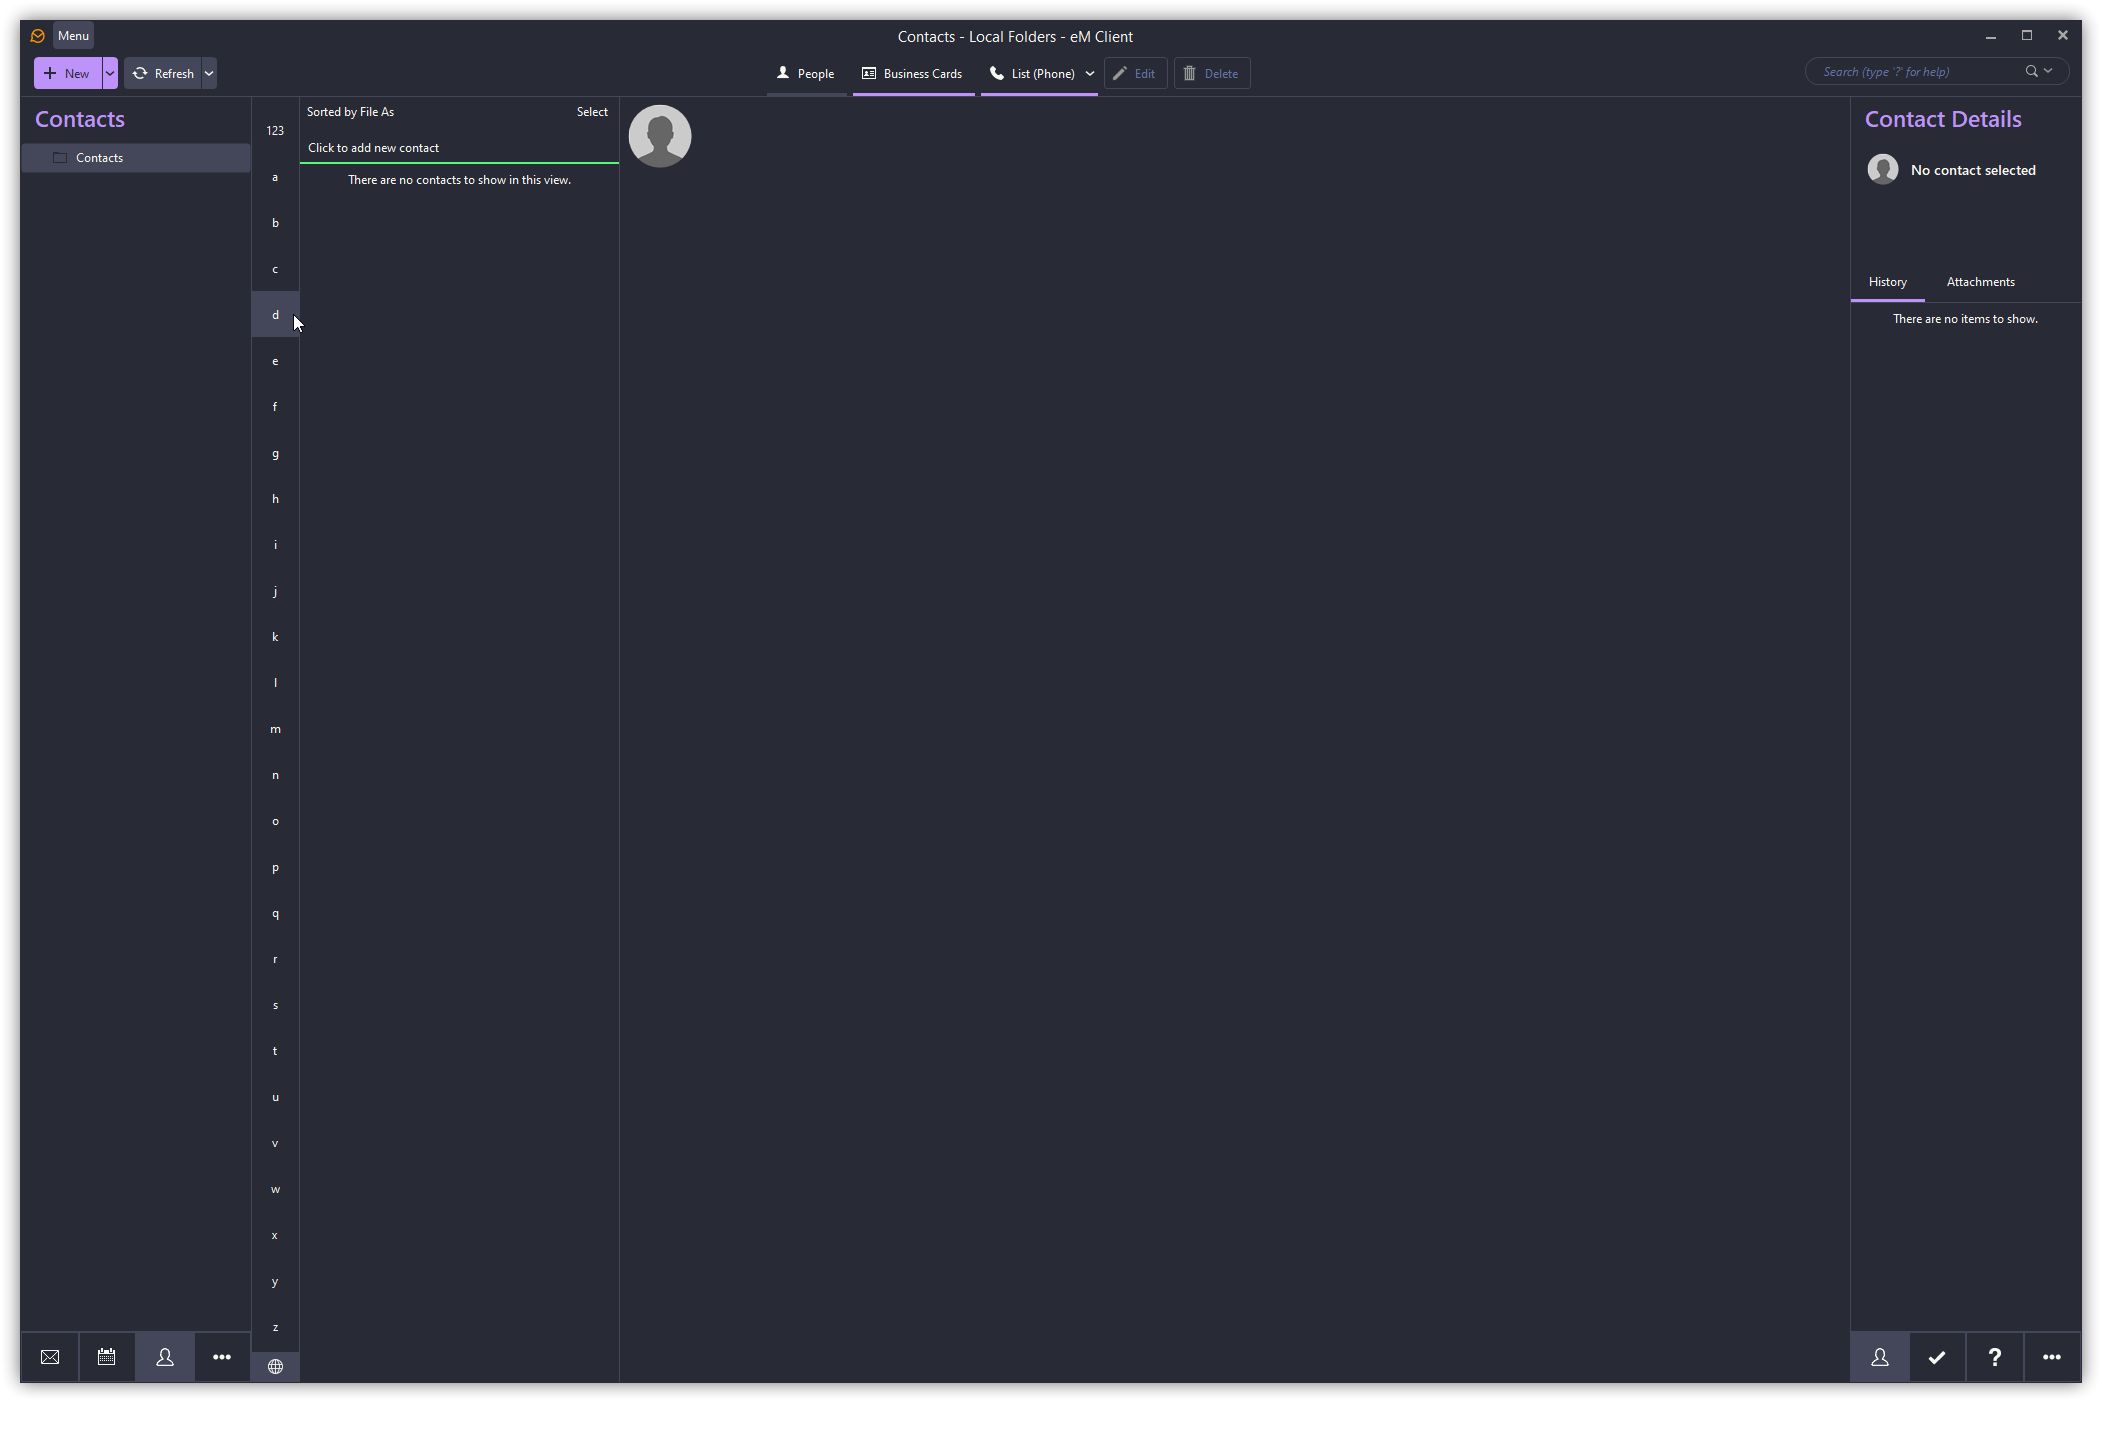 Menu
Contacts - Local Folders - eM Client
New
Refresh
People
Business Cards
List (Phone)
Edit
Delete
Search (type '?' for help)
Contacts
Contacts
123
a
b
c
d
e
f
g
h
i
j
k
l
m
n
o
p
q
r
s
t
u
v
w
x
y
z
Sorted by File As
Select
Click to add new contact
There are no contacts to show in this view.
Contact Details
No contact selected
History
Attachments
There are no items to show.